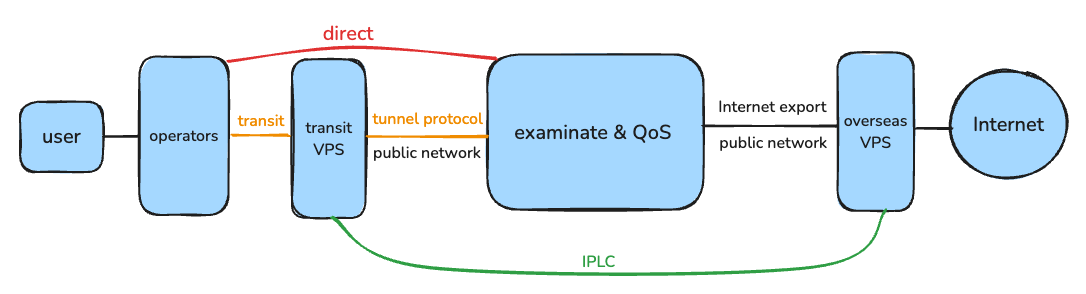 direct
user
operators
transit
transit
VPS
tunnel protocol
public network
examinate & QoS
Internet export
public network
overseas
VPS
Internet
IPLC